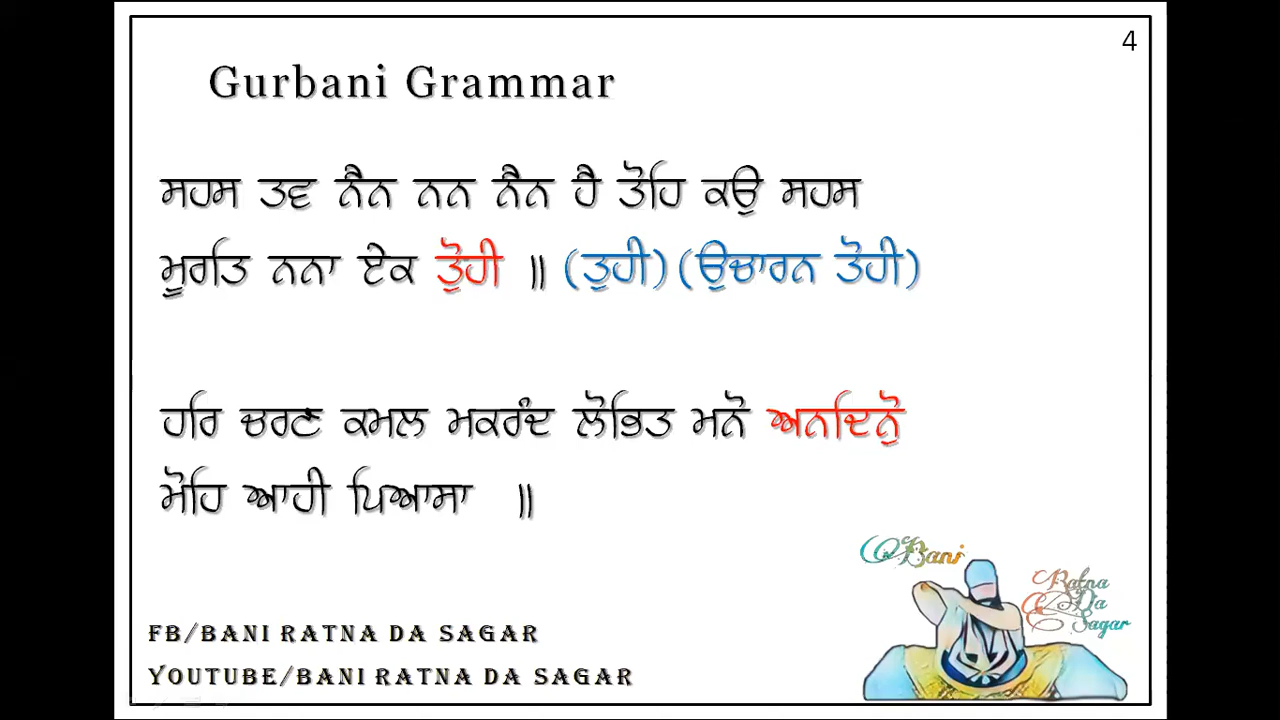 4
Gurbani Grammar
ਸਹਸ ਤਵ ਨੈਨ ਨਨ ਨੈਨ ਹੈ ਤੋਹਿ ਕਉ ਸਹਸ
ਮੂਰਤਿ ਨਨਾ ਏਕ ਤੋੁਹੀ ॥ (ਤੁਹੀ) (ਉਚਾਰਨ ਤੋਹੀ)
ਹਰਿ ਚਰਣ ਕਮਲ ਮਕਰੰਦ ਲੋਭਿਤ ਮਨੋ ਅਨਦਿਨੋੁ
ਮੋਹਿ ਆਹੀ ਪਿਆਸਾ ॥
Bani
Ratna
Da
Sagar
FB/BANI RATNA DA SAGAR
YOUTUBE/BANI RATNA DA SAGAR